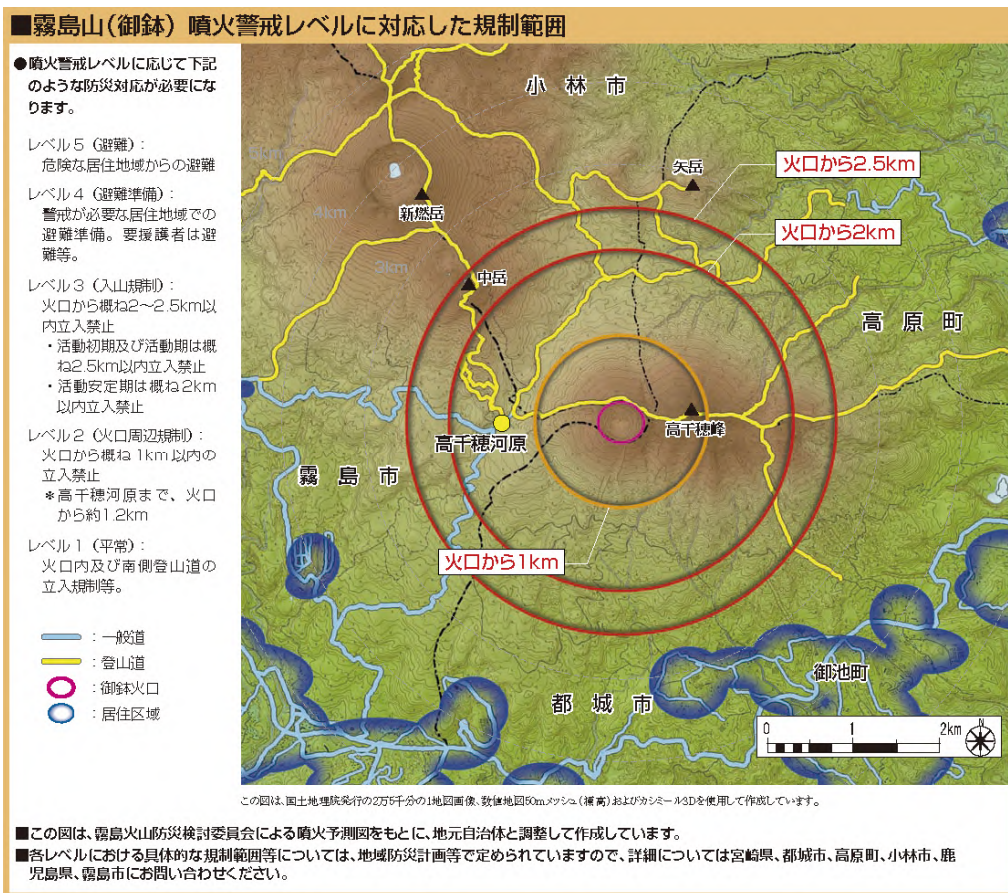 ■霧島山(御鉢) 噴火警戒レベルに対応した規制範囲
●噴火警戒レベルに応じて下記
のような防災対応が必要にな
ります。
レベル5（避難）：
危険な居住地域からの避難
レベル4（避難準備）：
警戒が必要な居住地域での
避難準備。要援護者は避
難等。
レベル3（入山規制）：
火口から概ね2～2.5km以
内立入禁止
・活動初期及び活動期は概
ね2.5km以内立入禁止
・活動安定期は概ね2km
以内立入禁止
レベル2（火口周辺規制）：
火口から概ね1km以内の
立入禁止
＊高千穂河原まで、火口
から約1.2km
レベル1（平常）：
火口内及び南側登山道の
立入規制等。
：一般道
：登山道
：御鉢火口
：居住区域
小林市
矢岳
火口から2.5km
新燃岳
4km
3km
火口から2km
中岳
高原町
高千穂峰
高千穂河原
霧島市
火口から1km
御池町
都城市
0 1 2km
この図は、国土地理院発行の2万5千分の1地図画像、数値地図50mメッシュ(標高)およびカシミール3Dを使用して作成しています。
■この図は、霧島火山防災検討委員会による噴火予測図をもとに、地元自治体と調整して作成しています。
■各レベルにおける具体的な規制範囲等については、地域防災計画等で定められていますので、詳細については宮崎県、都城市、高原町、小林市、鹿
児島県、霧島市にお問い合わせください。